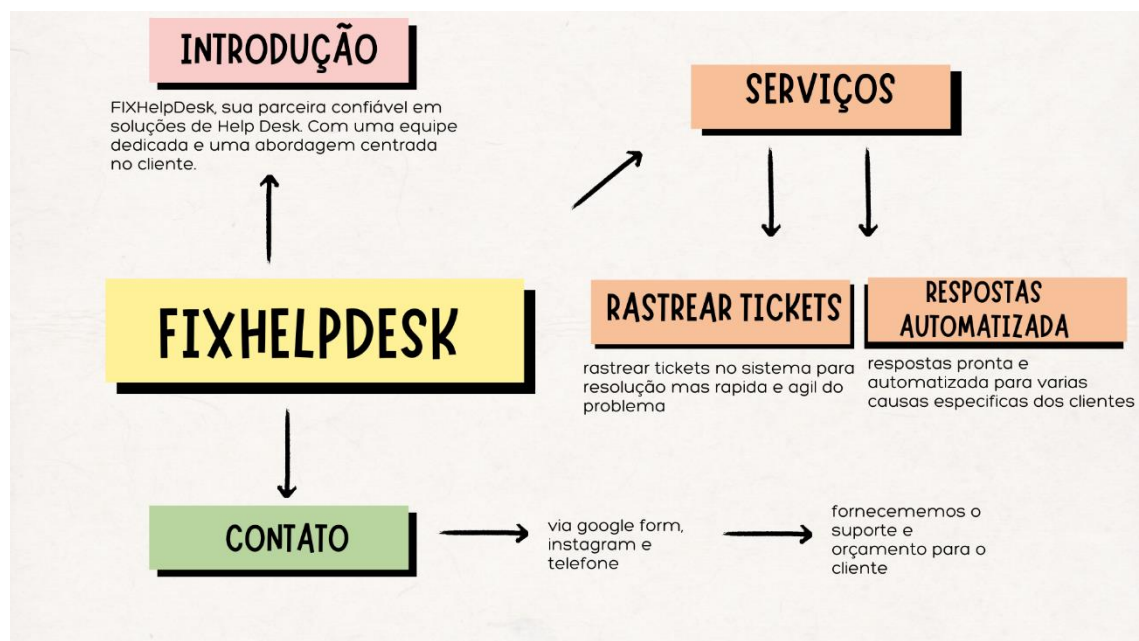 INTRODUÇÃO
FIXHelpDesk, sua parceira confiável em
soluções de Help Desk. Com uma equipe
dedicada e uma abordagem centrada
no cliente.
SERVIÇOS
FIXHELPDESK
RASTREAR TICKETS
rastrear tickets no sistema para
resolução mas rapida e agil do
problema
RESPOSTAS
AUTOMATIZADA
respostas pronta e
automatizada para varias
causas especificas dos clientes
CONTATO
via google form,
instagram e
telefone
fornecememos o
suporte e
orçamento para o
cliente